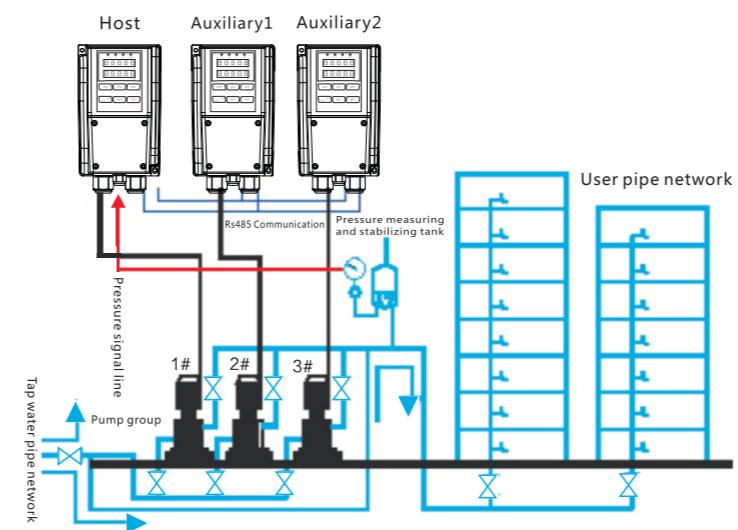 Host
Auxiliary1
Auxiliary2
User pipe network
Rs485 Communication
Pressure measuring
and stabilizing tank
Pressure signal line
1#
2#
3#
Tap water pipe network
Pump group